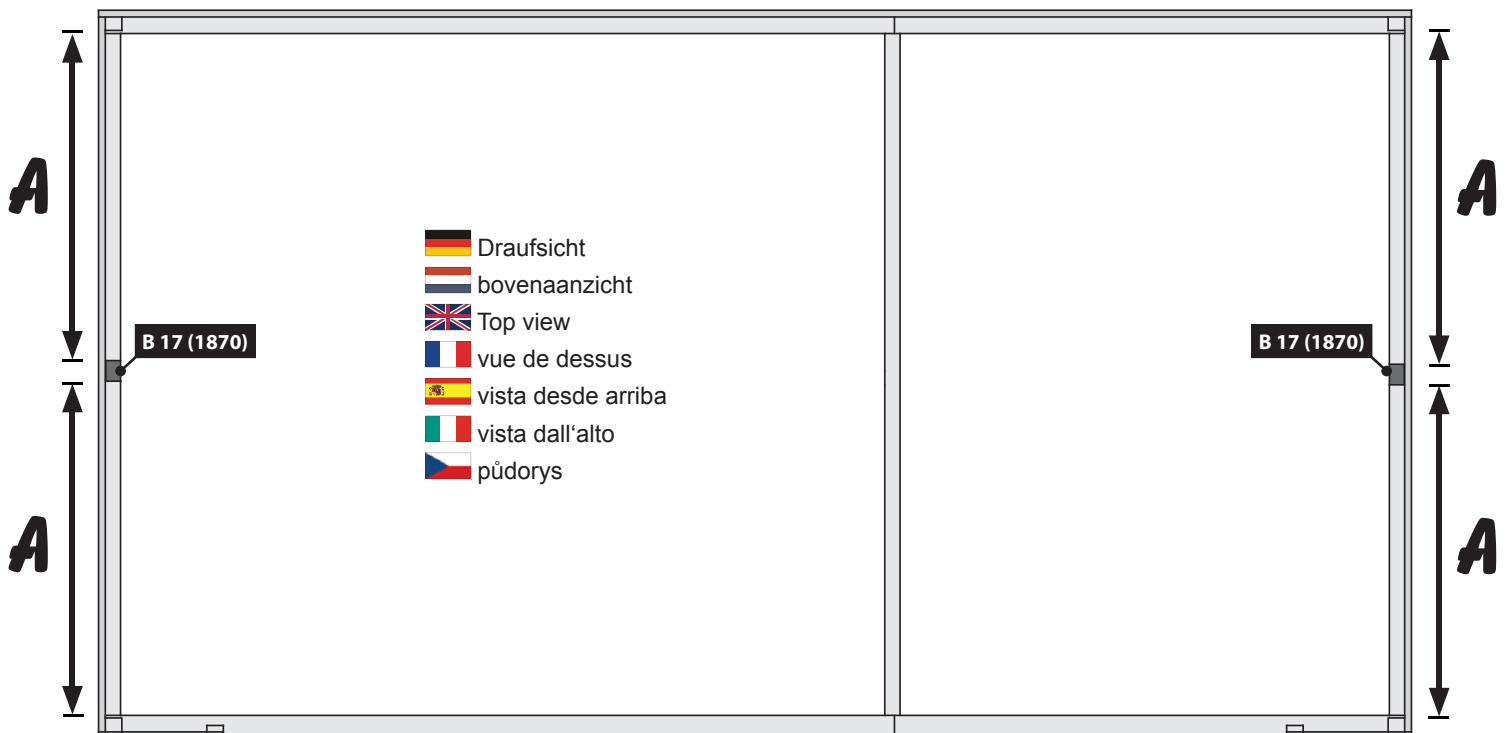 A
A
Draufsicht
bovenaanzicht
Top view
vue de dessus
vista desde arriba
vista dall‘alto
půdorys
B 17 (1870)
B 17 (1870)
A
A